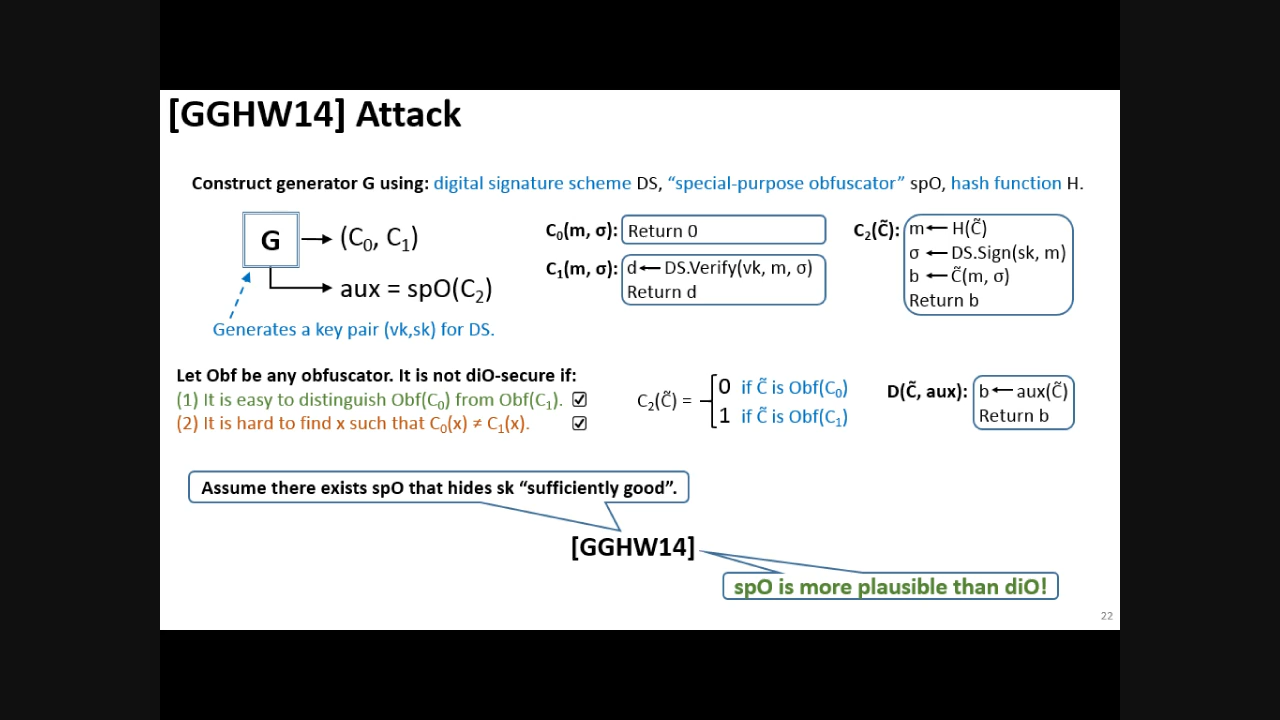 [GGHW14] Attack
Construct generator G using: digital signature scheme DS, “special-purpose obfuscator” spO, hash function H.
G
(C₀, C₁)
aux = spO(C₂)
Generates a key pair (vk,sk) for DS.
C₀(m, σ): Return 0
C₁(m, σ): d← DS.Verify(vk, m, σ)
Return d
C₂(C̃): m← H(C̃)
σ ← DS.Sign(sk, m)
b ← C̃(m, σ)
Return b
Let Obf be any obfuscator. It is not diO-secure if:
(1) It is easy to distinguish Obf(C₀) from Obf(C₁). ☑
(2) It is hard to find x such that C₀(x) ≠ C₁(x). ☑
C₂(C̃) =
0 if C̃ is Obf(C₀)
1 if C̃ is Obf(C₁)
D(C̃, aux): b← aux(C̃)
Return b
Assume there exists spO that hides sk “sufficiently good”.
[GGHW14]
spO is more plausible than diO!
22